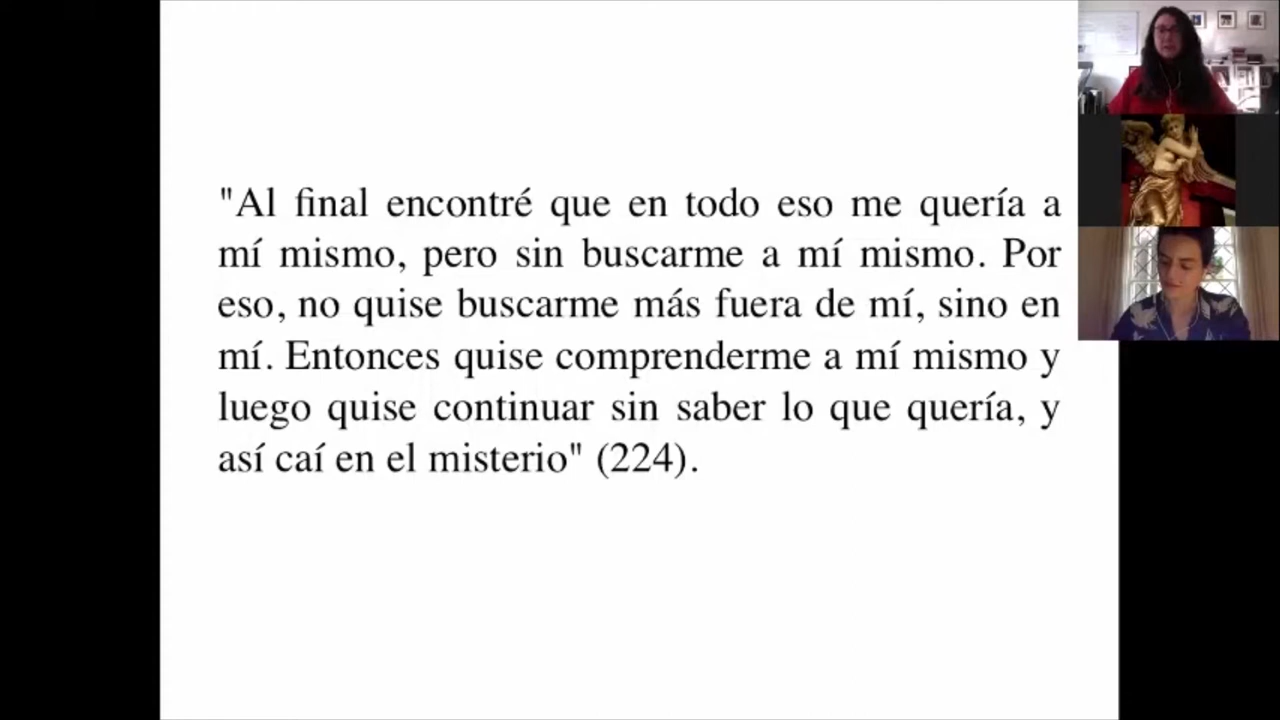 "Al final encontré que en todo eso me quería a
mí mismo, pero sin buscarme a mí mismo. Por
eso, no quise buscarme más fuera de mí, sino en
mí. Entonces quise comprenderme a mí mismo y
luego quise continuar sin saber lo que quería, y
así caí en el misterio" (224).